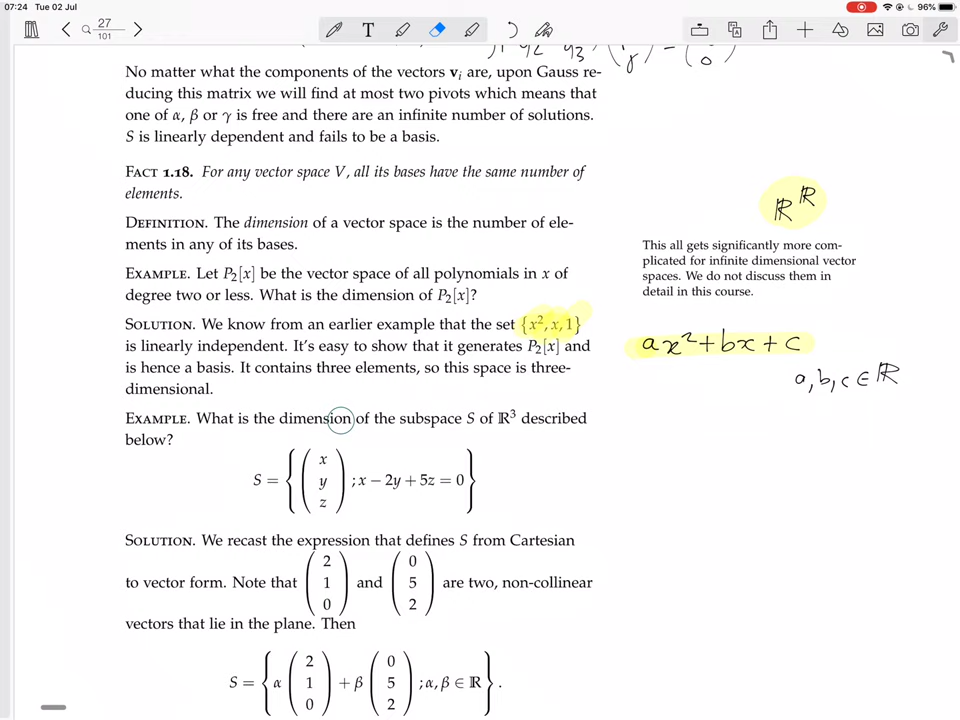 07:24 Tue 02 Jul
96%
27
101
T
No matter what the components of the vectors vᵢ are, upon Gauss re-
ducing this matrix we will find at most two pivots which means that
one of α, β or γ is free and there are an infinite number of solutions.
S is linearly dependent and fails to be a basis.
Fact 1.18. For any vector space V, all its bases have the same number of
elements.
Definition. The dimension of a vector space is the number of ele-
ments in any of its bases.
Example. Let P₂[x] be the vector space of all polynomials in x of
degree two or less. What is the dimension of P₂[x]?
Solution. We know from an earlier example that the set {x², x, 1}
is linearly independent. It's easy to show that it generates P₂[x] and
is hence a basis. It contains three elements, so this space is three-
dimensional.
Example. What is the dimension of the subspace S of ℝ³ described
below?
S = { ( x y z ) ; x − 2y + 5z = 0 }
Solution. We recast the expression that defines S from Cartesian
to vector form. Note that ( 2 1 0 ) and ( 0 5 2 ) are two, non-collinear
vectors that lie in the plane. Then
S = { α ( 2 1 0 ) + β ( 0 5 2 ) ; α, β ∈ ℝ } .
ℝ^ℝ
This all gets significantly more com-
plicated for infinite dimensional vector
spaces. We do not discuss them in
detail in this course.
ax² + bx + c
a, b, c ∈ ℝ